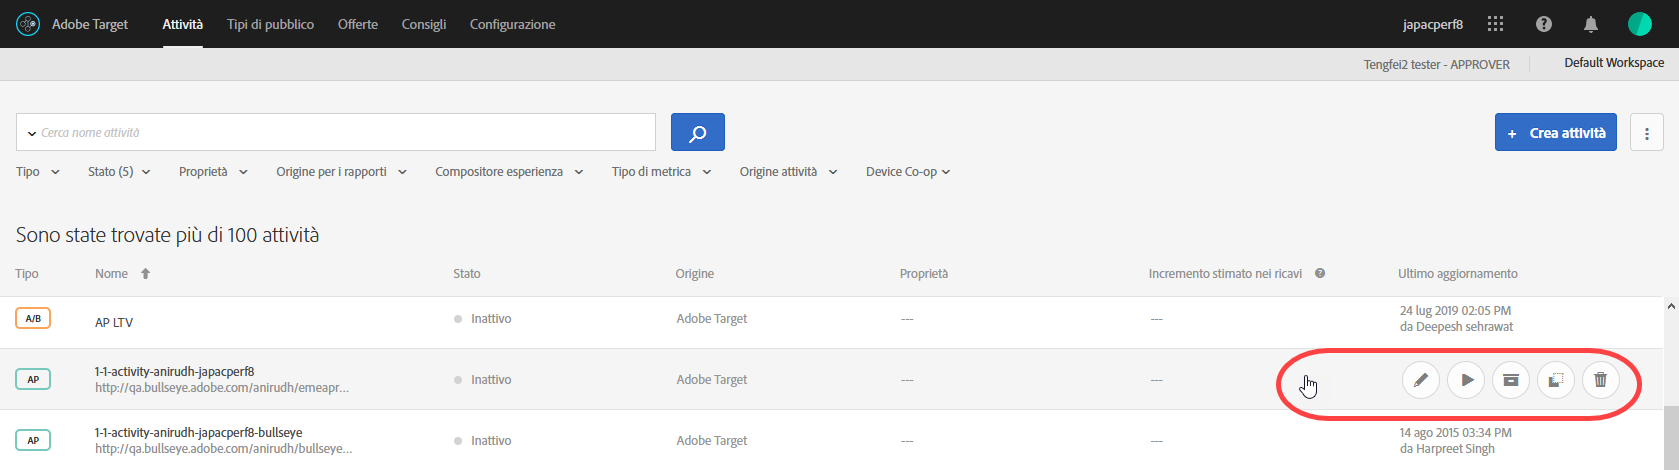 Adobe Target Attività Tipi di pubblico Offerte Consigli Configurazione japacperf8
Tengfei2 tester - APPROVER Default Workspace
Cerca nome attività
+ Crea attività
Tipo Stato (5) Proprietà Origine per i rapporti Compositore esperienza Tipo di metrica Origine attività Device Co-op
Sono state trovate più di 100 attività
Tipo Nome Stato Origine Proprietà Incremento stimato nei ricavi Ultimo aggiornamento
A/B AP LTV Inattivo Adobe Target --- --- 24 lug 2019 02:05 PM
da Deepesh sehrawat
AP 1-1-activity-anirudh-japacperf8 Inattivo Adobe Target --- ---
http://qa.bullseye.adobe.com/anirudh/emeapr...
AP 1-1-activity-anirudh-japacperf8-bullseye Inattivo Adobe Target --- --- 14 ago 2015 03:34 PM
http://qa.bullseye.adobe.com/anirudh/bullseye... da Harpreet Singh